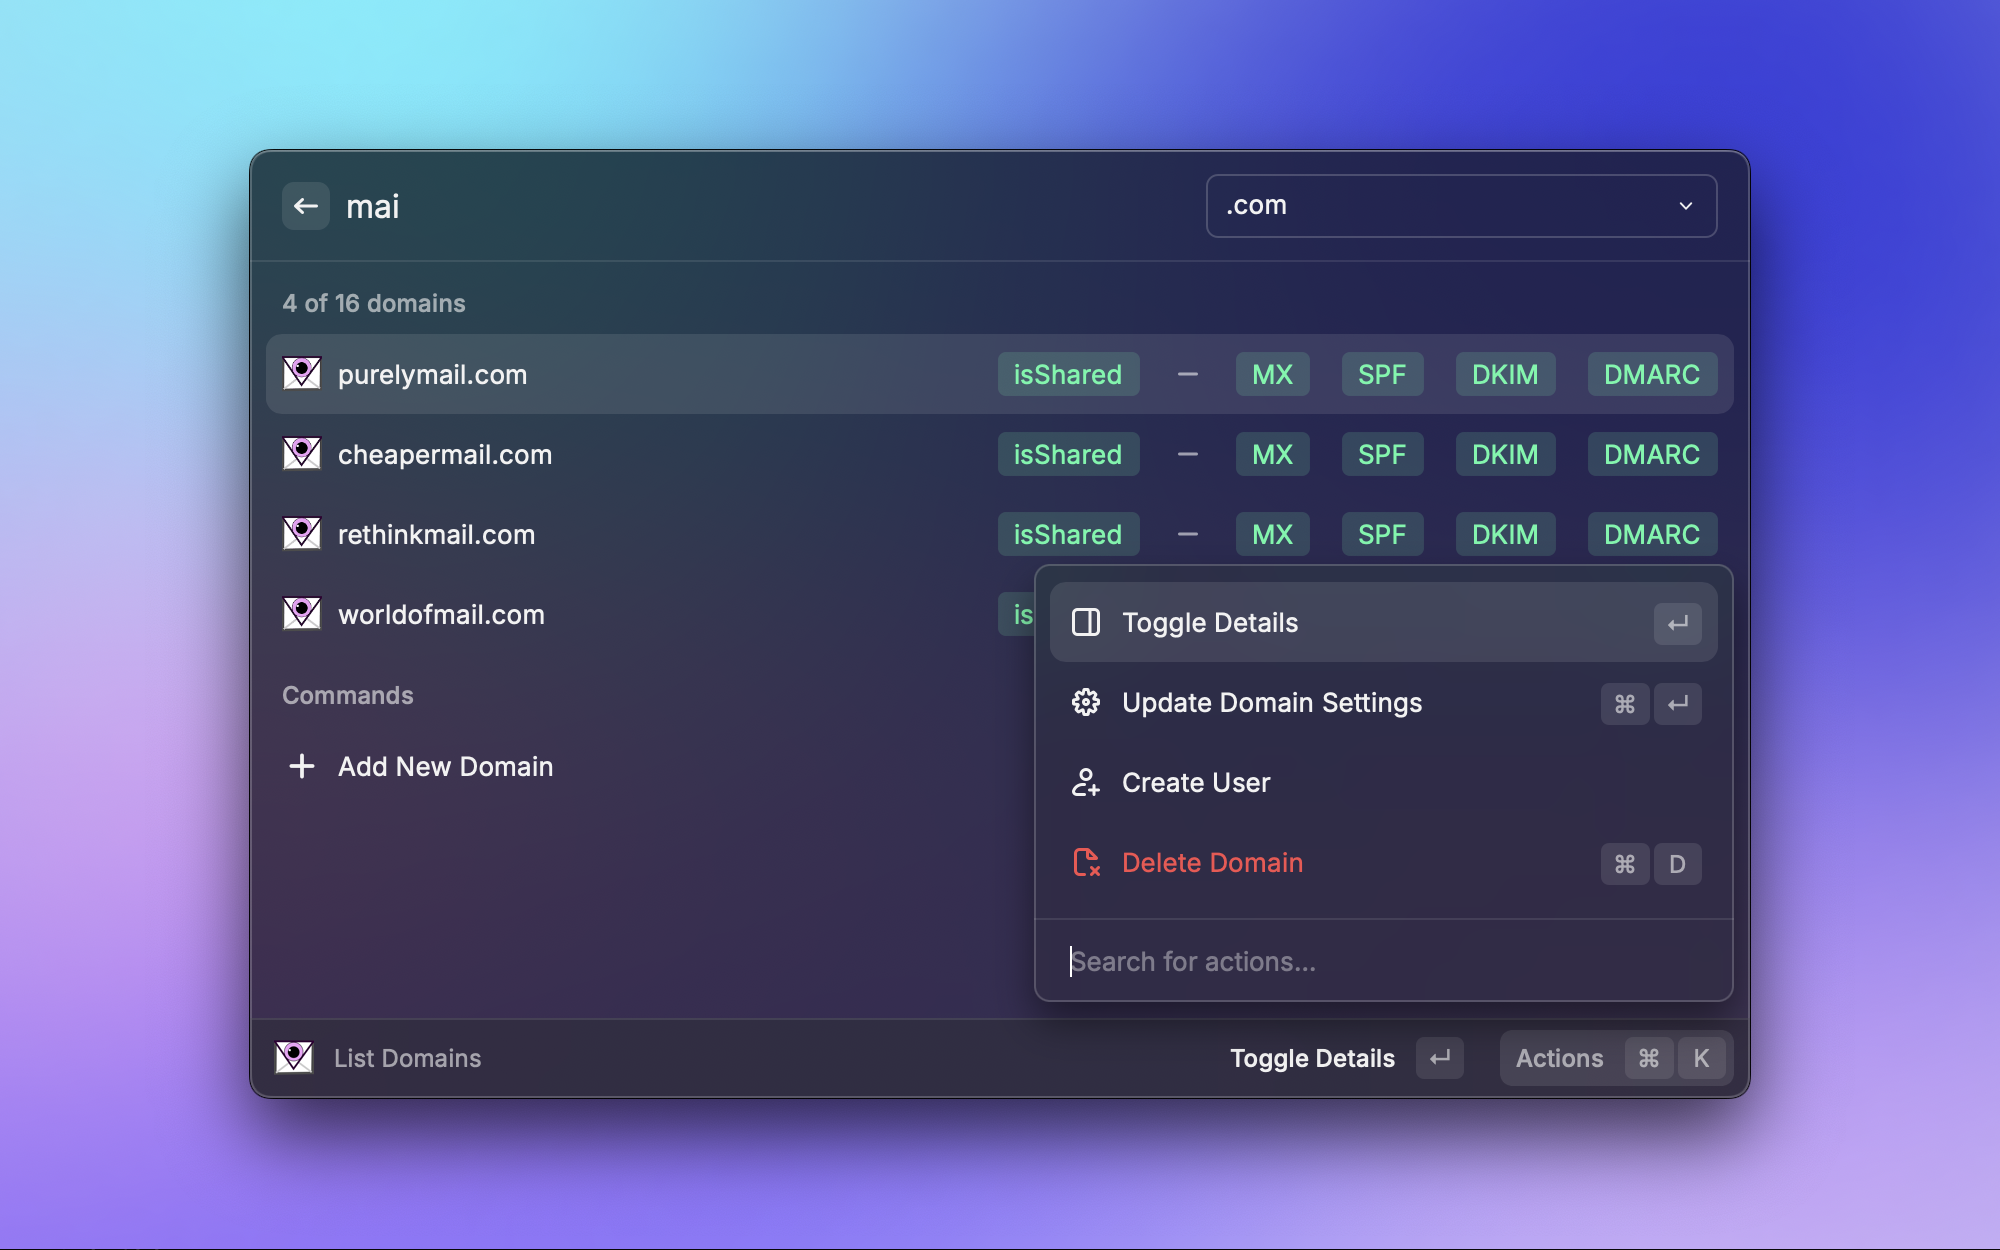 mai
.com
4 of 16 domains
purelymail.com isShared — MX SPF DKIM DMARC
cheapermail.com isShared — MX SPF DKIM DMARC
rethinkmail.com isShared — MX SPF DKIM DMARC
worldofmail.com is
Commands
Add New Domain
Toggle Details ↵
Update Domain Settings ⌘ ↵
Create User
Delete Domain ⌘ D
Search for actions...
List Domains
Toggle Details ↵ Actions ⌘ K